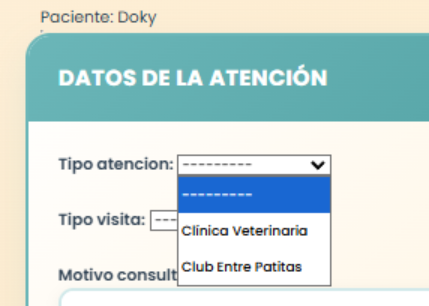 Paciente: Doky
DATOS DE LA ATENCIÓN
Tipo atencion: ---------
---------
Tipo visita: ---
Clínica Veterinaria
Club Entre Patitas
Motivo consult